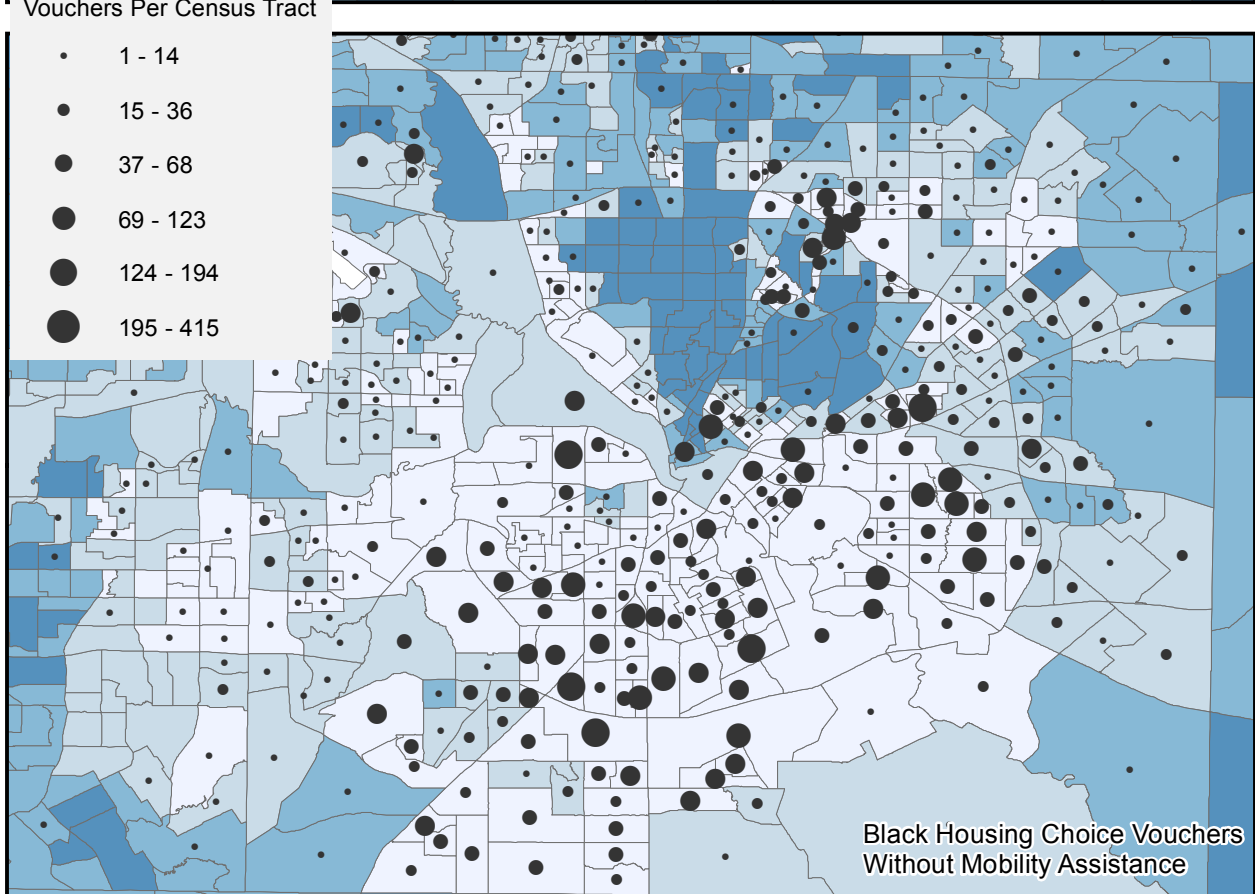 Vouchers Per Census Tract
1 - 14
15 - 36
37 - 68
69 - 123
124 - 194
195 - 415
Black Housing Choice Vouchers
Without Mobility Assistance